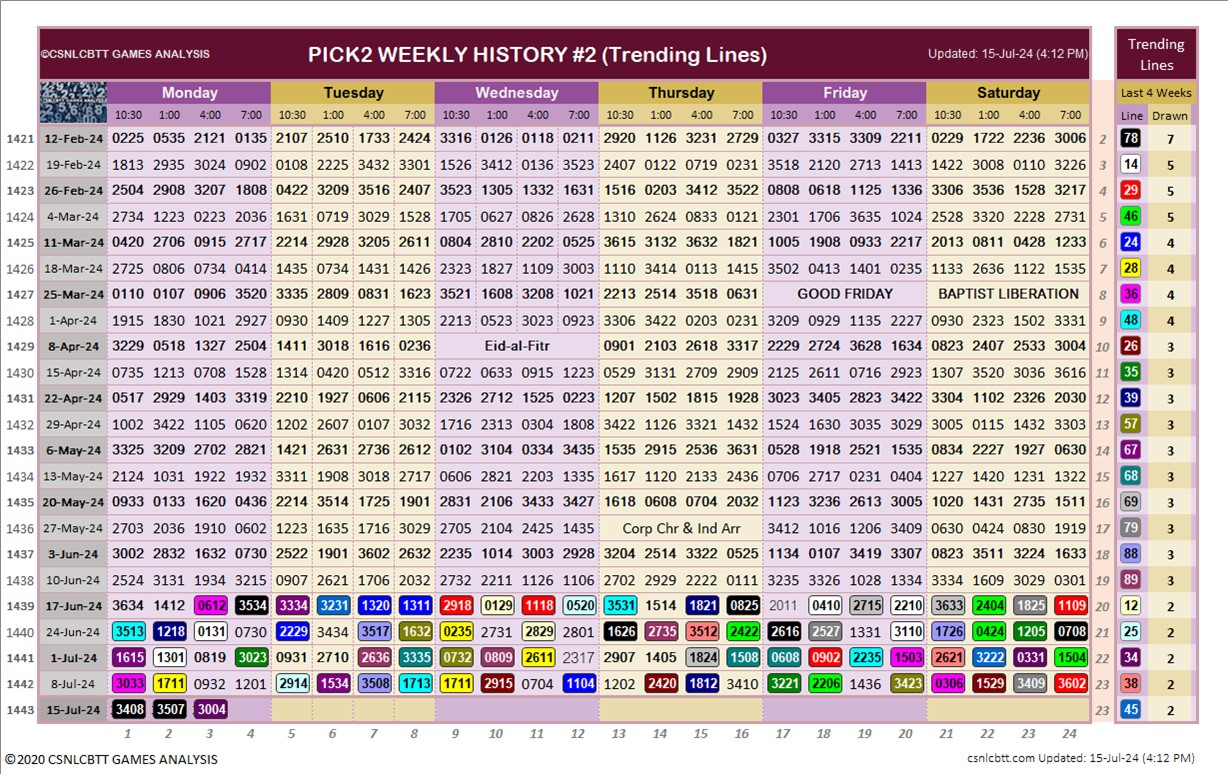 ©CSNLCBTT GAMES ANALYSIS PICK2 WEEKLY HISTORY #2 (Trending Lines) Updated: 15-Jul-24 (4:12 PM) Trending Lines
Monday Tuesday Wednesday Thursday Friday Saturday Last 4 Weeks
10:30 1:00 4:00 7:00 10:30 1:00 4:00 7:00 10:30 1:00 4:00 7:00 10:30 1:00 4:00 7:00 10:30 1:00 4:00 7:00 10:30 1:00 4:00 7:00 Line Drawn
1421 12-Feb-24 0225 0535 2121 0135 2107 2510 1733 2424 3316 0126 0118 0211 2920 1126 3231 2729 0327 3315 3309 2211 0229 1722 2236 3006 2 78 7
1422 19-Feb-24 1813 2935 3024 0902 0108 2225 3432 3301 1526 3412 0136 3523 2407 0122 0719 0231 3518 2120 2713 1413 1422 3008 0110 3226 3 14 5
1423 26-Feb-24 2504 2908 3207 1808 0422 3209 3516 2407 3523 1305 1332 1631 1516 0203 3412 3522 0808 0618 1125 1336 3306 3536 1528 3217 4 29 5
1424 4-Mar-24 2734 1223 0223 2036 1631 0719 3029 1528 1705 0627 0826 2628 1310 2624 0833 0121 2301 1706 3635 1024 2528 3320 2228 2731 5 46 5
1425 11-Mar-24 0420 2706 0915 2717 2214 2928 3205 2611 0804 2810 2202 0525 3615 3132 3632 1821 1005 1908 0933 2217 2013 0811 0428 1233 6 24 4
1426 18-Mar-24 2725 0806 0734 0414 1435 0734 1431 1426 2323 1827 1109 3003 1110 3414 0113 1415 3502 0413 1401 0235 1133 2636 1122 1535 7 28 4
1427 25-Mar-24 0110 0107 0906 3520 3335 2809 0831 1623 3521 1608 3208 1021 2213 2514 3518 0631 GOOD FRIDAY BAPTIST LIBERATION 8 36 4
1428 1-Apr-24 1915 1830 1021 2927 0930 1409 1227 1305 2213 0523 3023 0923 3306 3422 0203 0231 3209 0929 1135 2227 0930 2323 1502 3331 9 48 4
1429 8-Apr-24 3229 0518 1327 2504 1411 3018 1616 0236 Eid-al-Fitr 0901 2103 2618 3317 2229 2724 3628 1634 0823 2407 2533 3004 10 26 3
1430 15-Apr-24 0735 1213 0708 1528 1314 0420 0512 3316 0722 0633 0915 1223 0529 3131 2709 2909 2125 2611 0716 2923 1307 3520 3036 3616 11 35 3
1431 22-Apr-24 0517 2929 1403 3319 2210 1927 0606 2115 2326 2712 1525 0223 1207 1502 1815 1928 3023 3405 2823 3422 3304 1102 2326 2030 12 39 3
1432 29-Apr-24 1002 3422 1105 0620 1202 2607 0107 3032 1716 2313 0304 1808 3422 1126 3321 1432 1524 1630 3035 3029 3005 0115 1432 3303 13 57 3
1433 6-May-24 3325 3209 2702 2821 1421 2631 2736 2612 0102 3104 0334 3435 1535 2915 2536 3631 0528 1918 2521 1535 0834 2227 1927 0630 14 67 3
1434 13-May-24 2124 1031 1922 1932 3311 1908 3018 2711 0606 2821 2203 1335 1617 1120 2133 2436 0706 2717 0231 0404 1227 1420 1231 1322 15 68 3
1435 20-May-24 0933 0133 1620 0436 2214 3514 1725 1901 2831 2106 3433 3427 1618 0608 0704 2032 1123 3236 2613 3005 1020 1431 2735 1511 16 69 3
1436 27-May-24 2703 2036 1910 0602 1223 1635 1716 3029 2705 2104 2425 1435 Corp Chr & Ind Arr 3412 1016 1206 3409 0630 0424 0830 1919 17 79 3
1437 3-Jun-24 3002 2832 1632 0730 2522 1901 3602 2632 2235 1014 3003 2928 3204 2514 3322 0525 1134 0107 3419 3307 0823 3511 3224 1633 18 88 3
1438 10-Jun-24 2524 3131 1934 3215 0907 2621 1706 2032 2732 2211 1126 1106 2702 2929 2222 0111 3235 3326 1028 1334 3334 1609 3029 0301 19 89 3
1439 17-Jun-24 3634 1412 0612 3534 3334 3231 1320 1311 2918 0129 1118 0520 3531 1514 1821 0825 2011 0410 2715 2210 3633 2404 1825 1109 20 12 2
1440 24-Jun-24 3513 1218 0131 0730 2229 3434 3517 1632 0235 2731 2829 2801 1626 2735 3512 2422 2616 2527 1331 3110 1726 0424 1205 0708 21 25 2
1441 1-Jul-24 1615 1301 0819 3023 0931 2710 2636 3335 0732 0809 2611 2317 2907 1405 1824 1508 0608 0902 2235 1503 2621 3222 0331 1504 22 34 2
1442 8-Jul-24 3033 1711 0932 1201 2914 1534 3508 1713 1711 2915 0704 1104 1202 2420 1812 3410 3221 2206 1436 3423 0306 1529 3409 3602 23 38 2
1443 15-Jul-24 3408 3507 3004 23 45 2
1 2 3 4 5 6 7 8 9 10 11 12 13 14 15 16 17 18 19 20 21 22 23 24
©2020 CSNLCBTT GAMES ANALYSIS csnlcbtt.com Updated: 15-Jul-24 (4:12 PM)